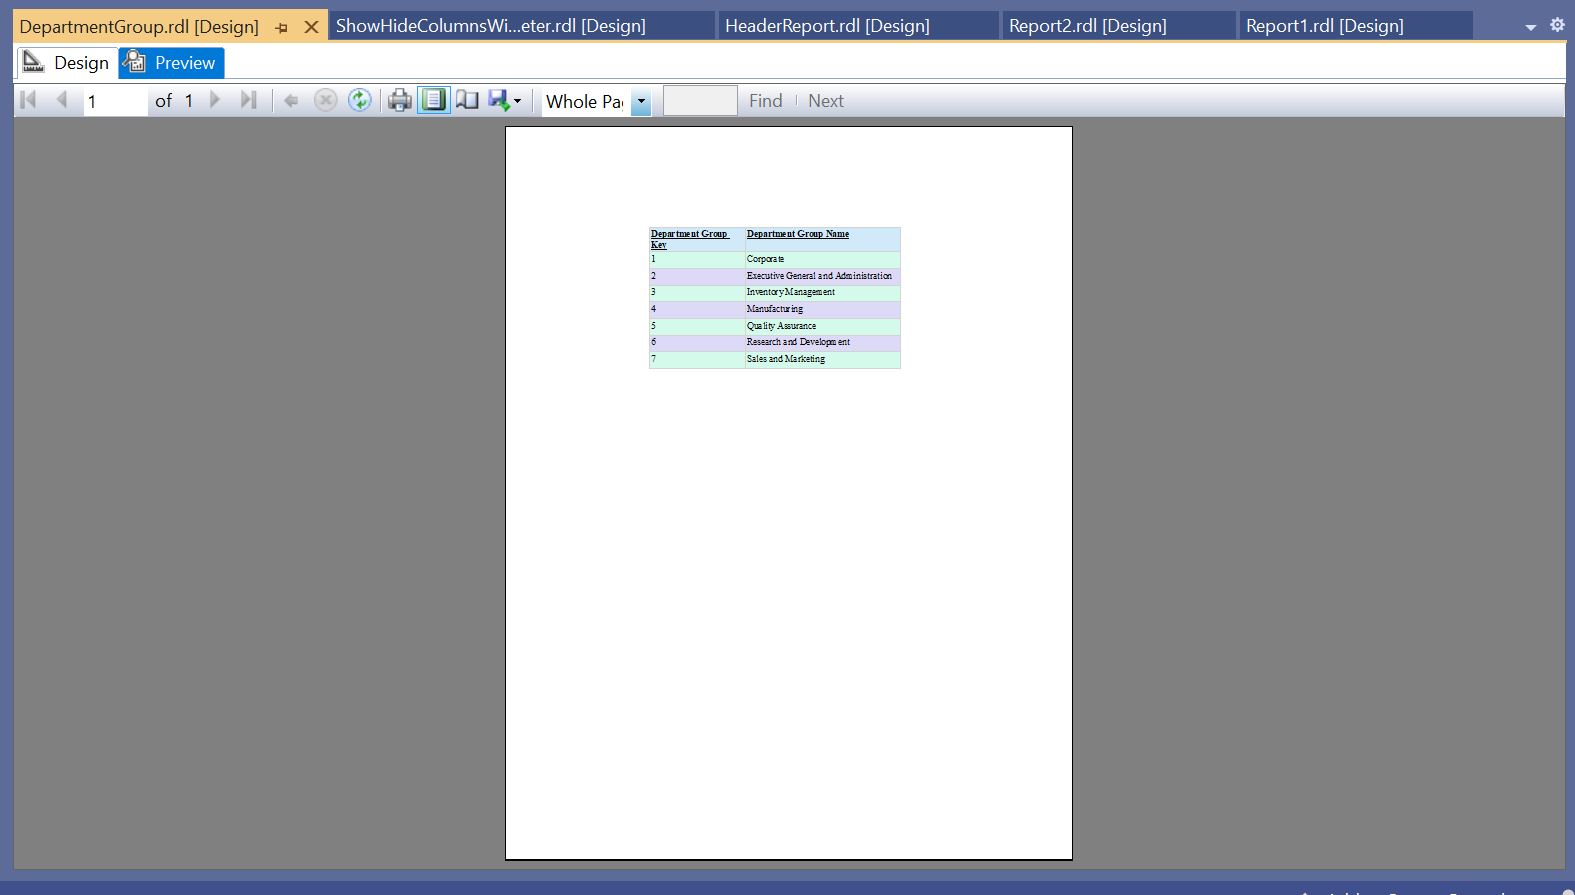 DepartmentGroup.rdl [Design] ShowHideColumnsWi...eter.rdl [Design] HeaderReport.rdl [Design] Report2.rdl [Design] Report1.rdl [Design]
Design Preview
1 of 1 Whole Pa Find Next
Department Group Key Department Group Name
1 Corporate
2 Executive General and Administration
3 Inventory Management
4 Manufacturing
5 Quality Assurance
6 Research and Development
7 Sales and Marketing